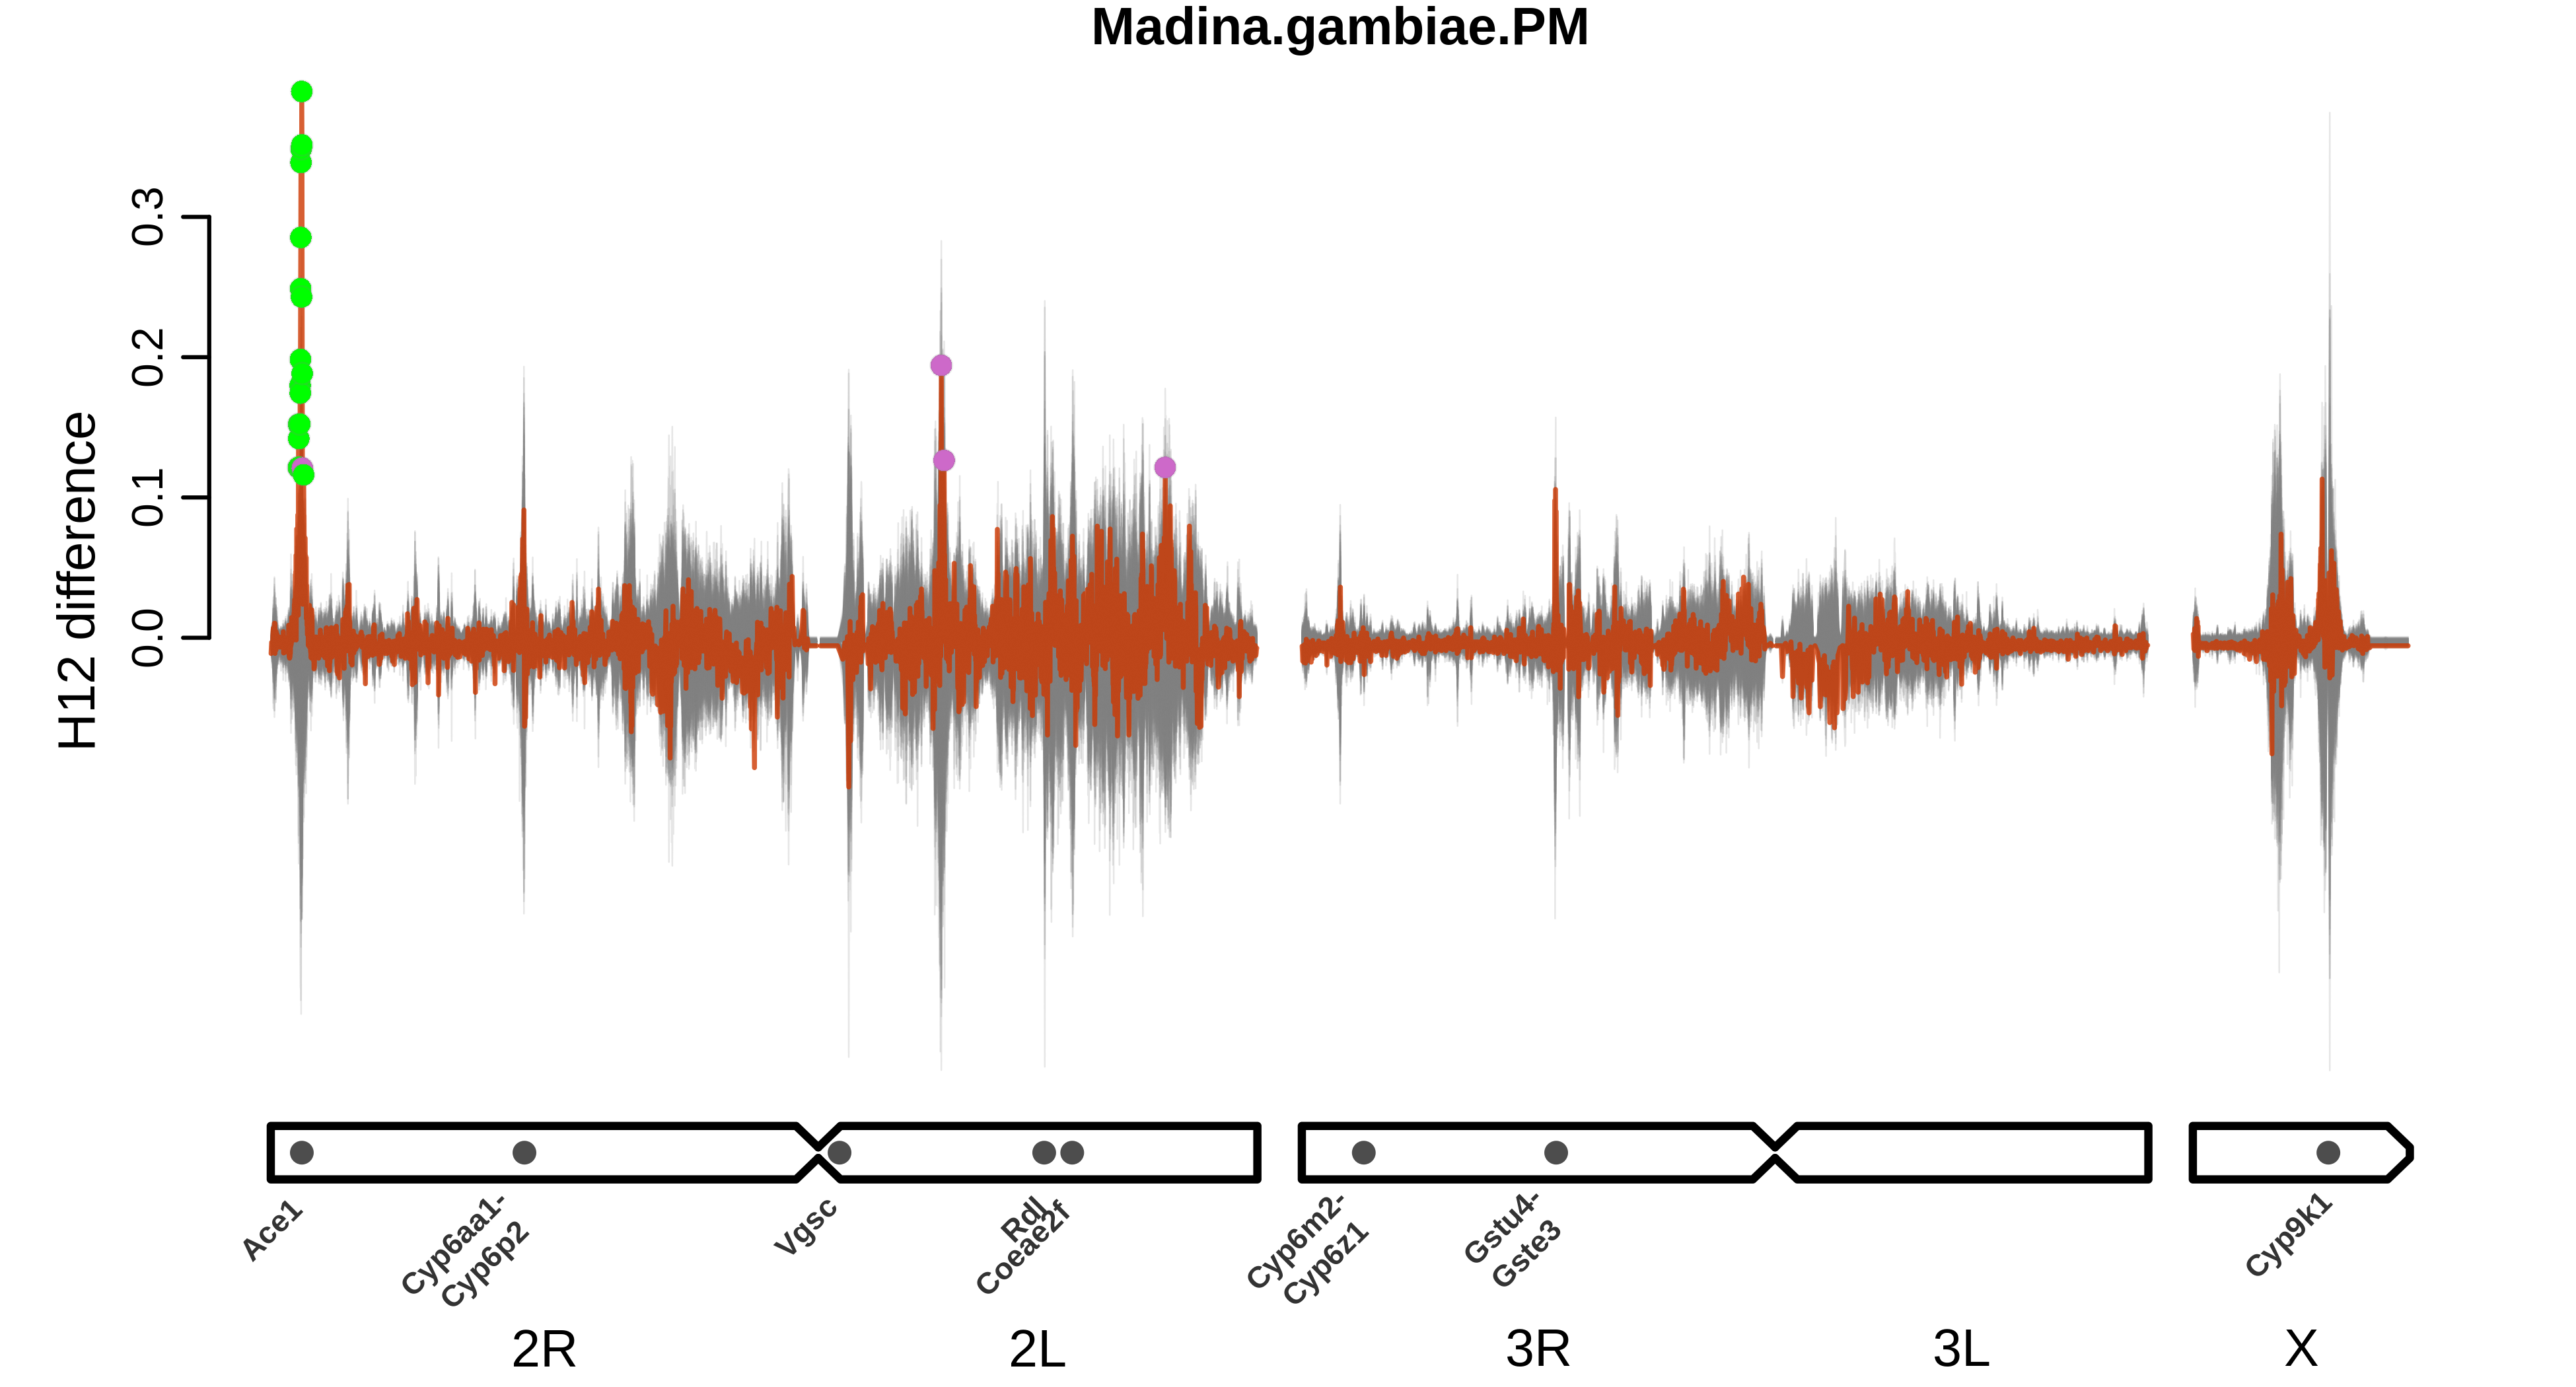 Madina.gambiae.PM
H12 difference
0.3
0.2
0.1
0.0
Ace1
Cyp6aa1-
Cyp6p2
Vgsc
Rdl
Coeae2f
Cyp6m2-
Cyp6z1
Gstu4-
Gste3
Cyp9k1
2R
2L
3R
3L
X